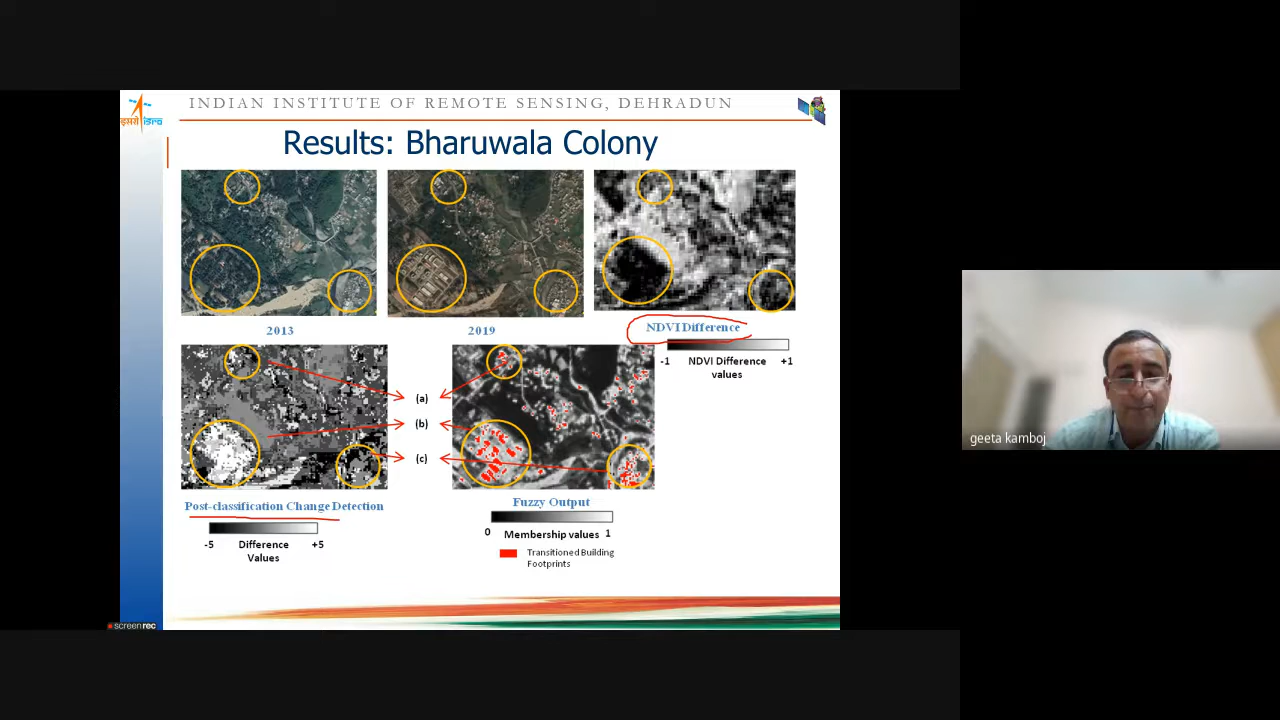 INDIAN INSTITUTE OF REMOTE SENSING, DEHRADUN
इसरो isro
Results: Bharuwala Colony
2013
2019
NDVI Difference
-1 NDVI Difference values +1
(a)
(b)
(c)
geeta kamboj
Post-classification Change Detection
-5 Difference Values +5
Fuzzy Output
0 Membership values 1
Transitioned Building
Footprints
screenrec